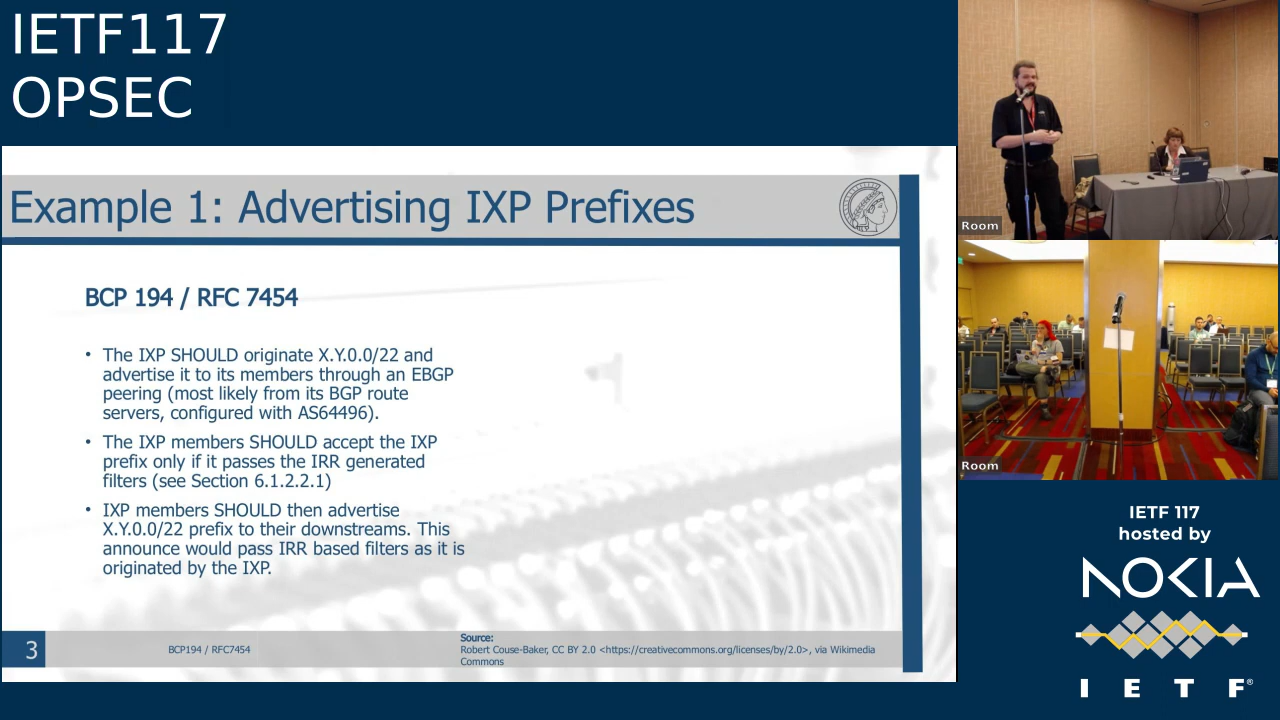 IETF117
OPSEC
Example 1: Advertising IXP Prefixes
BCP 194 / RFC 7454
• The IXP SHOULD originate X.Y.0.0/22 and
advertise it to its members through an EBGP
peering (most likely from its BGP route
servers, configured with AS64496).
• The IXP members SHOULD accept the IXP
prefix only if it passes the IRR generated
filters (see Section 6.1.2.2.1)
• IXP members SHOULD then advertise
X.Y.0.0/22 prefix to their downstreams. This
announce would pass IRR based filters as it is
originated by the IXP.
3
BCP194 / RFC7454
Source:
Robert Couse-Baker, CC BY 2.0 <https://creativecommons.org/licenses/by/2.0>, via Wikimedia
Commons
Room
Room
IETF 117
hosted by
NOKIA
I E T F®